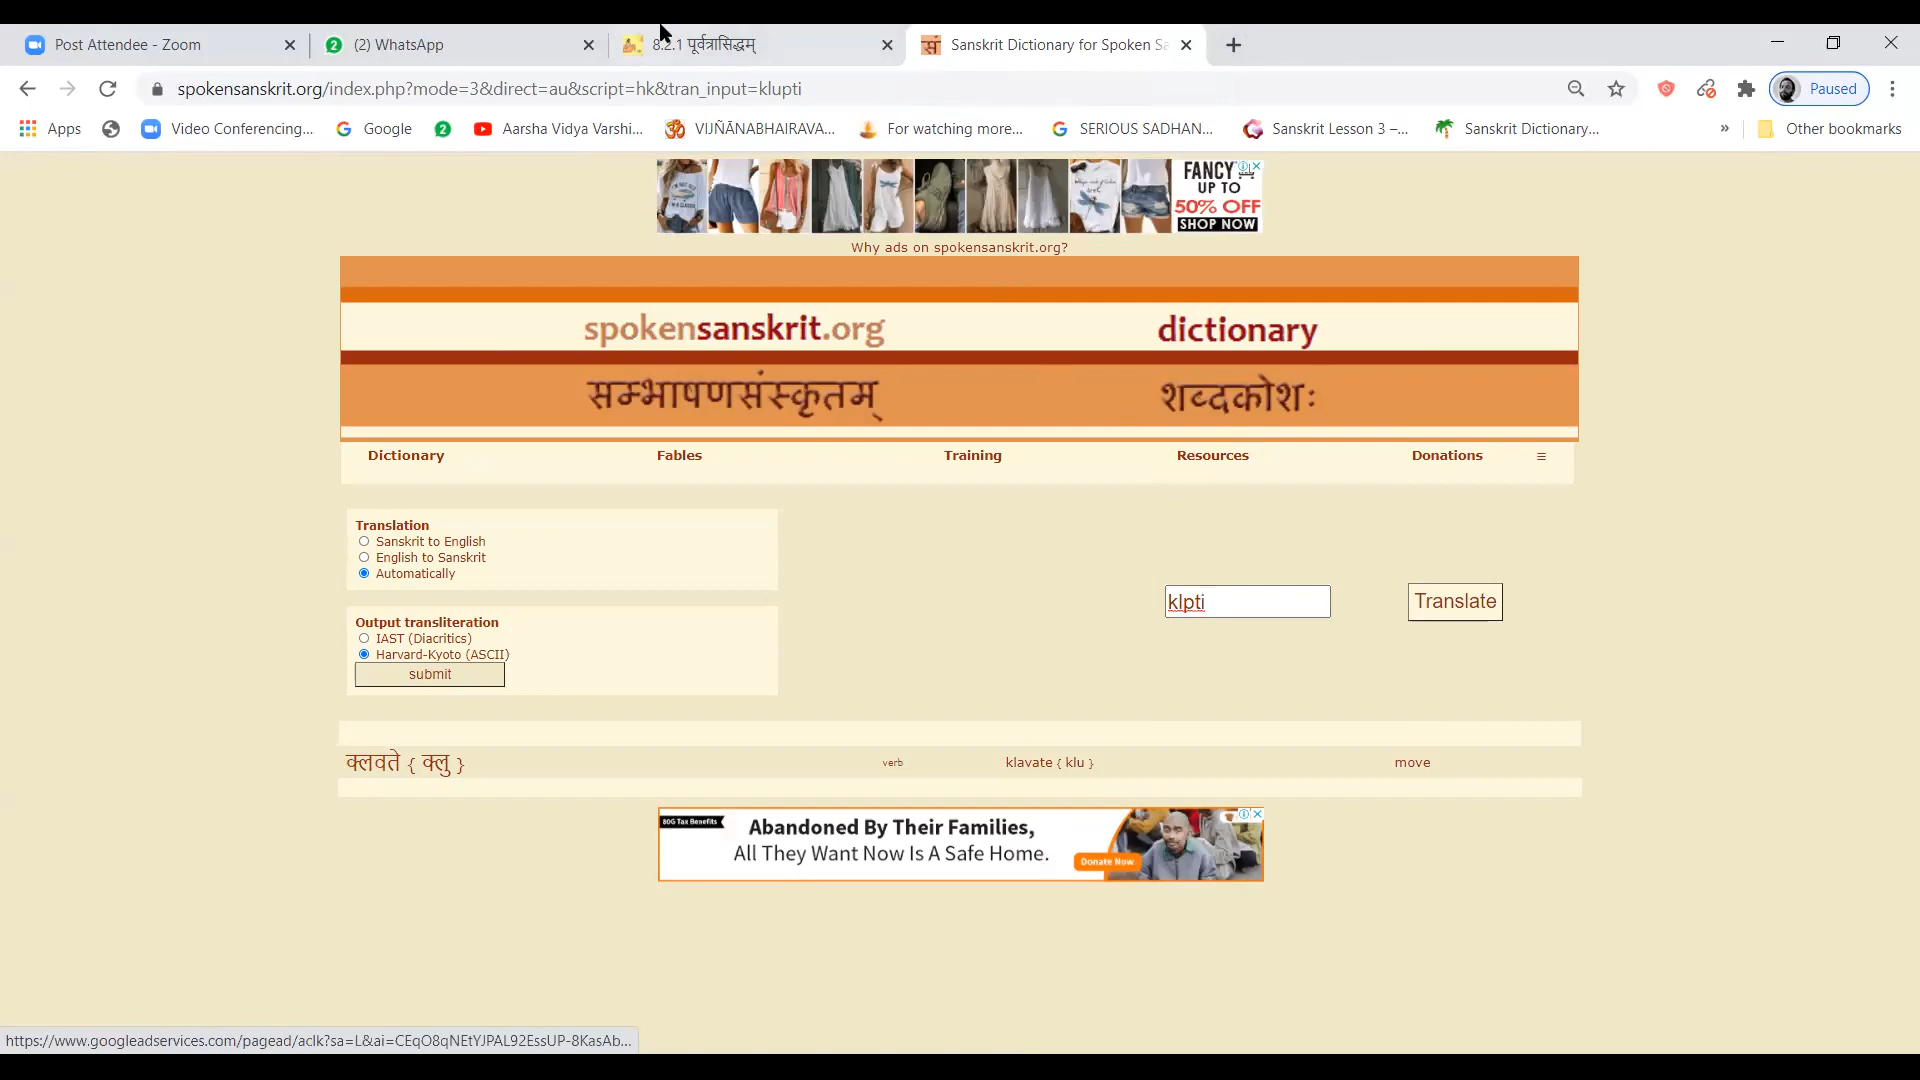 Post Attendee - Zoom
2 (2) WhatsApp
8.2.1 पूर्वत्रासिद्धम्
सं Sanskrit Dictionary for Spoken Sa
spokensanskrit.org/index.php?mode=3&direct=au&script=hk&tran_input=klupti
Paused
Apps
Video Conferencing...
Google
2
Aarsha Vidya Varshi...
VIJÑĀNABHAIRAVA...
For watching more...
SERIOUS SADHAN...
Sanskrit Lesson 3 –...
Sanskrit Dictionary...
»
Other bookmarks
FANCY
UP TO
50% OFF
SHOP NOW
Why ads on spokensanskrit.org?
spokensanskrit.org dictionary
सम्भाषणसंस्कृतम् शब्दकोशः
Dictionary Fables Training Resources Donations ≡
Translation
Sanskrit to English
English to Sanskrit
Automatically
klpti Translate
Output transliteration
IAST (Diacritics)
Harvard-Kyoto (ASCII)
submit
क्लवते { क्लु } verb klavate { klu } move
80G Tax Benefits
Abandoned By Their Families,
All They Want Now Is A Safe Home.
Donate Now
https://www.googleadservices.com/pagead/aclk?sa=L&ai=CEqO8qNEtYJPAL92EssUP-8KasAb...